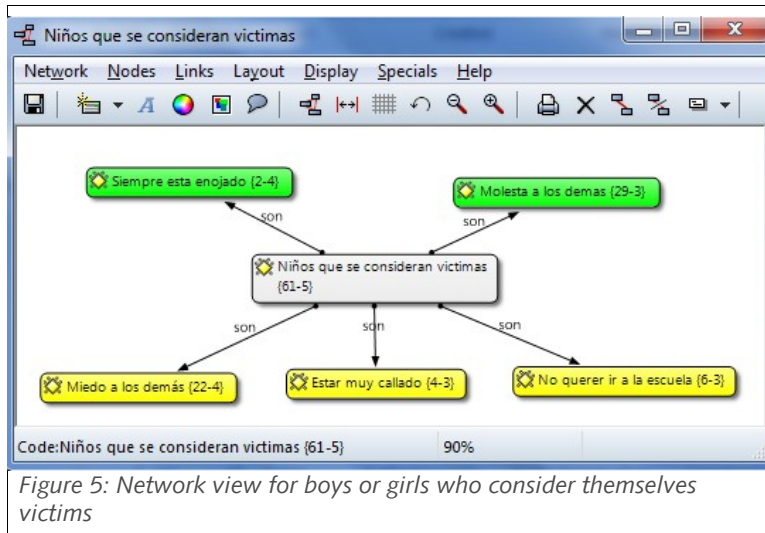 Niños que se consideran victimas
Network Nodes Links Layout Display Specials Help
Siempre esta enojado {2-4}
Molesta a los demas {29-3}
son
son
Niños que se consideran victimas
{61-5}
son
son
son
Miedo a los demás {22-4}
Estar muy callado {4-3}
No querer ir a la escuela {6-3}
Code:Niños que se consideran victimas {61-5}
90%
Figure 5: Network view for boys or girls who consider themselves
victims